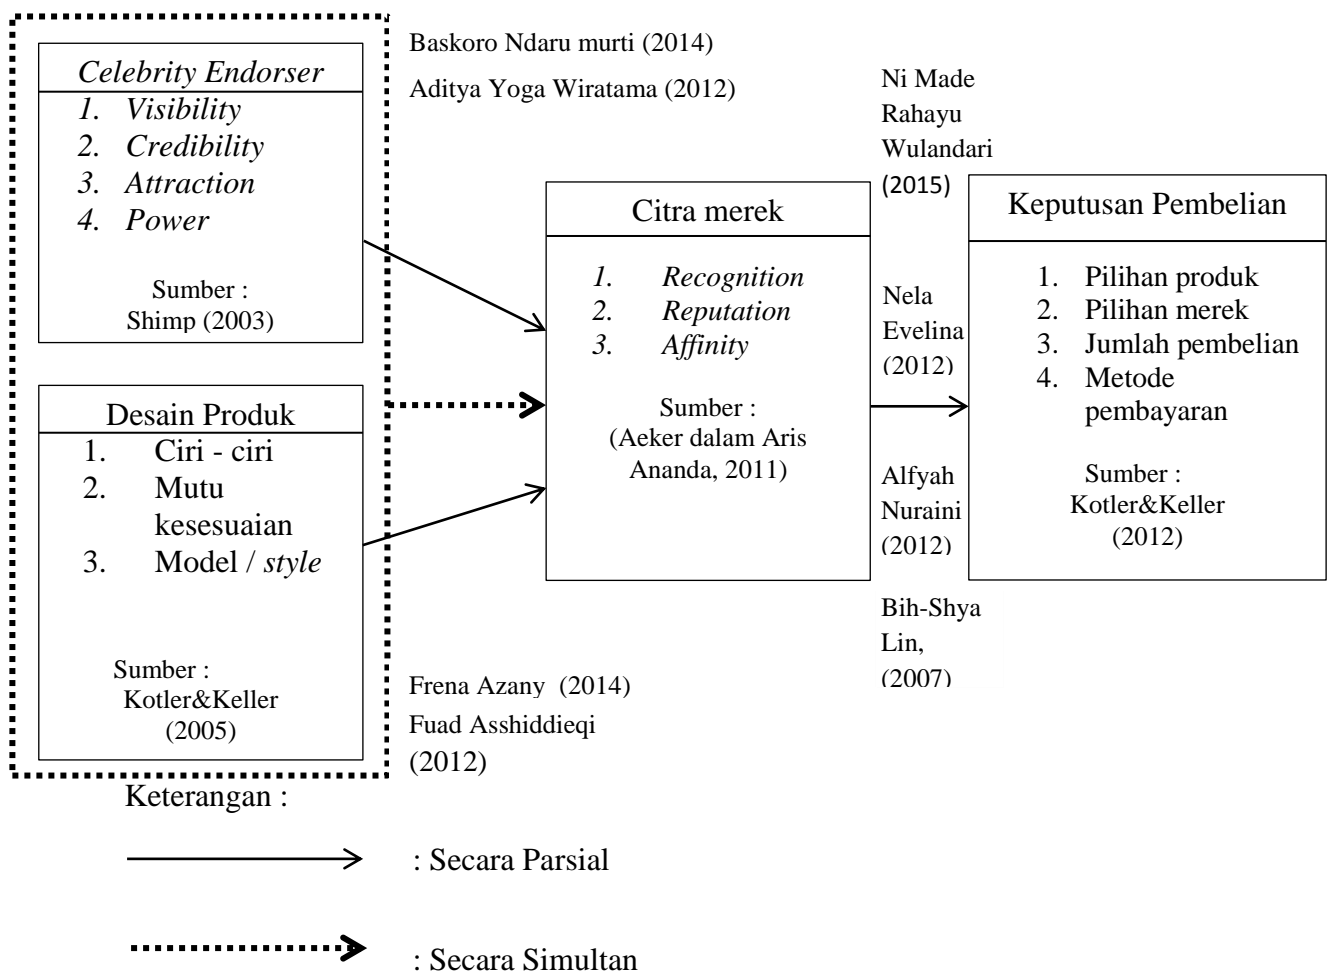 Baskoro Ndaru murti (2014)
Aditya Yoga Wiratama (2012)
Celebrity Endorser
1. Visibility
2. Credibility
3. Attraction
4. Power
Sumber :
Shimp (2003)
Desain Produk
1. Ciri - ciri
2. Mutu
kesesuaian
3. Model / style
Sumber :
Kotler&Keller
(2005)
Frena Azany (2014)
Fuad Asshiddieqi
(2012)
Citra merek
1. Recognition
2. Reputation
3. Affinity
Sumber :
(Aeker dalam Aris
Ananda, 2011)
Ni Made
Rahayu
Wulandari
(2015)
Nela
Evelina
(2012)
Alfyah
Nuraini
(2012)
Bih-Shya
Lin,
(2007)
Keputusan Pembelian
1. Pilihan produk
2. Pilihan merek
3. Jumlah pembelian
4. Metode
pembayaran
Sumber :
Kotler&Keller
(2012)
Keterangan :
: Secara Parsial
: Secara Simultan